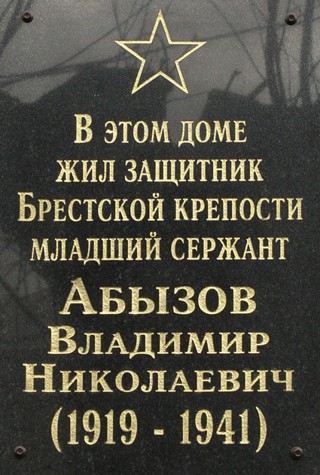 В ЭТОМ ДОМЕ
ЖИЛ ЗАЩИТНИК
БРЕСТСКОЙ КРЕПОСТИ
МЛАДШИЙ СЕРЖАНТ
АБЫЗОВ
ВЛАДИМИР
НИКОЛАЕВИЧ
(1919 - 1941)